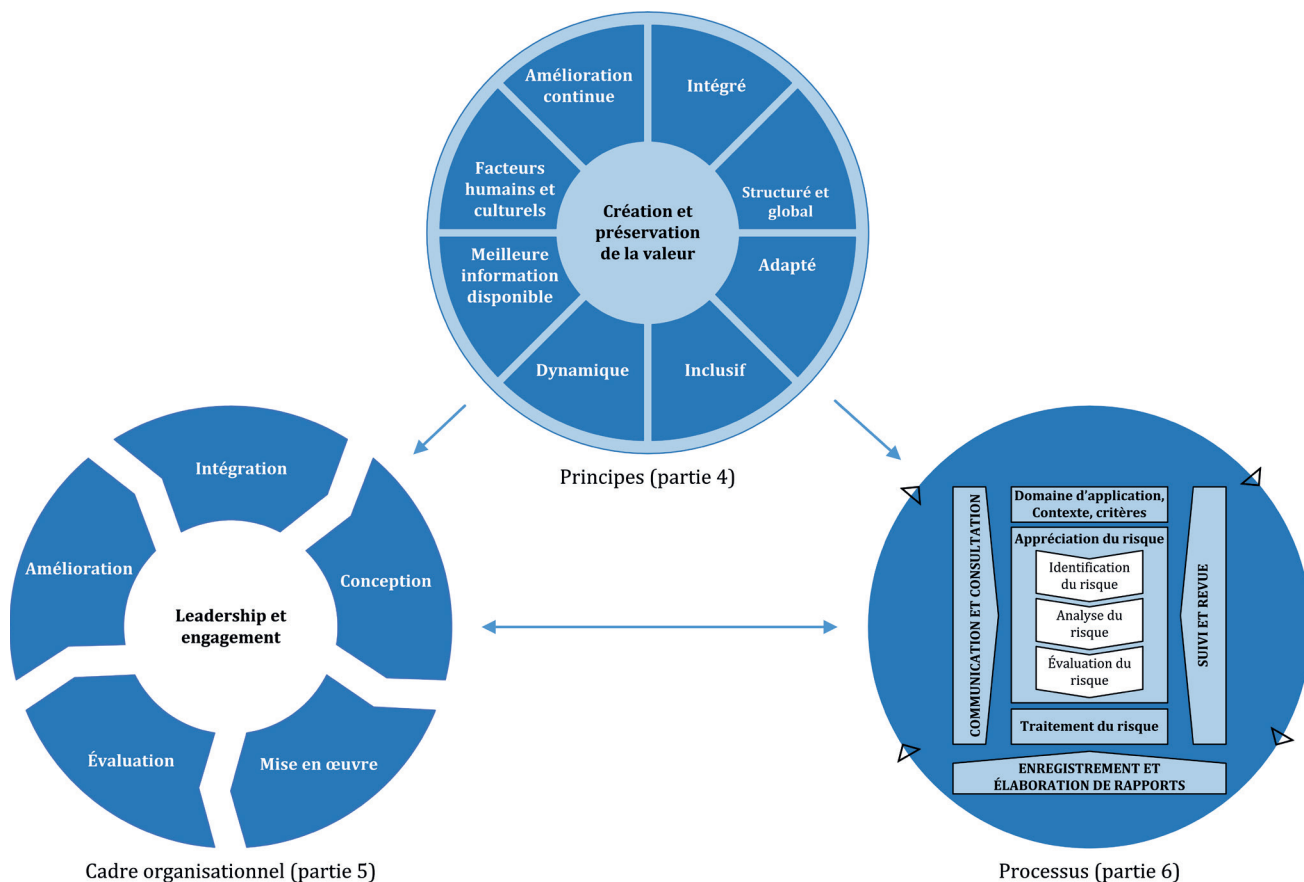 Amélioration
continue
Intégré
Facteurs
humains et
culturels
Structuré et
global
Création et
préservation
de la valeur
Meilleure
information
disponible
Adapté
Dynamique
Inclusif
Principes (partie 4)
Intégration
Amélioration
Conception
Leadership et
engagement
Évaluation
Mise en œuvre
Cadre organisationnel (partie 5)
COMMUNICATION ET CONSULTATION
Domaine d’application,
Contexte, critères
Appréciation du risque
Identification
du risque
Analyse du
risque
Évaluation du
risque
Traitement du risque
SUIVI ET REVUE
ENREGISTREMENT ET
ÉLABORATION DE RAPPORTS
Processus (partie 6)